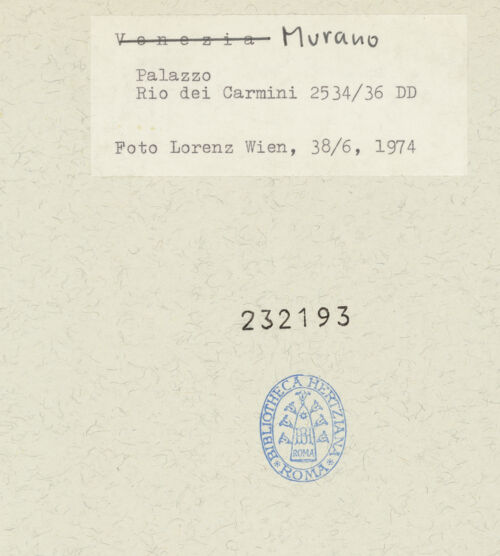 Venezia Murano
Palazzo
Rio dei Carmini 2534/36 DD
Foto Lorenz Wien, 38/6, 1974
232193
BIBLIOTHECA HERTZIANA
ROMA
ROMA